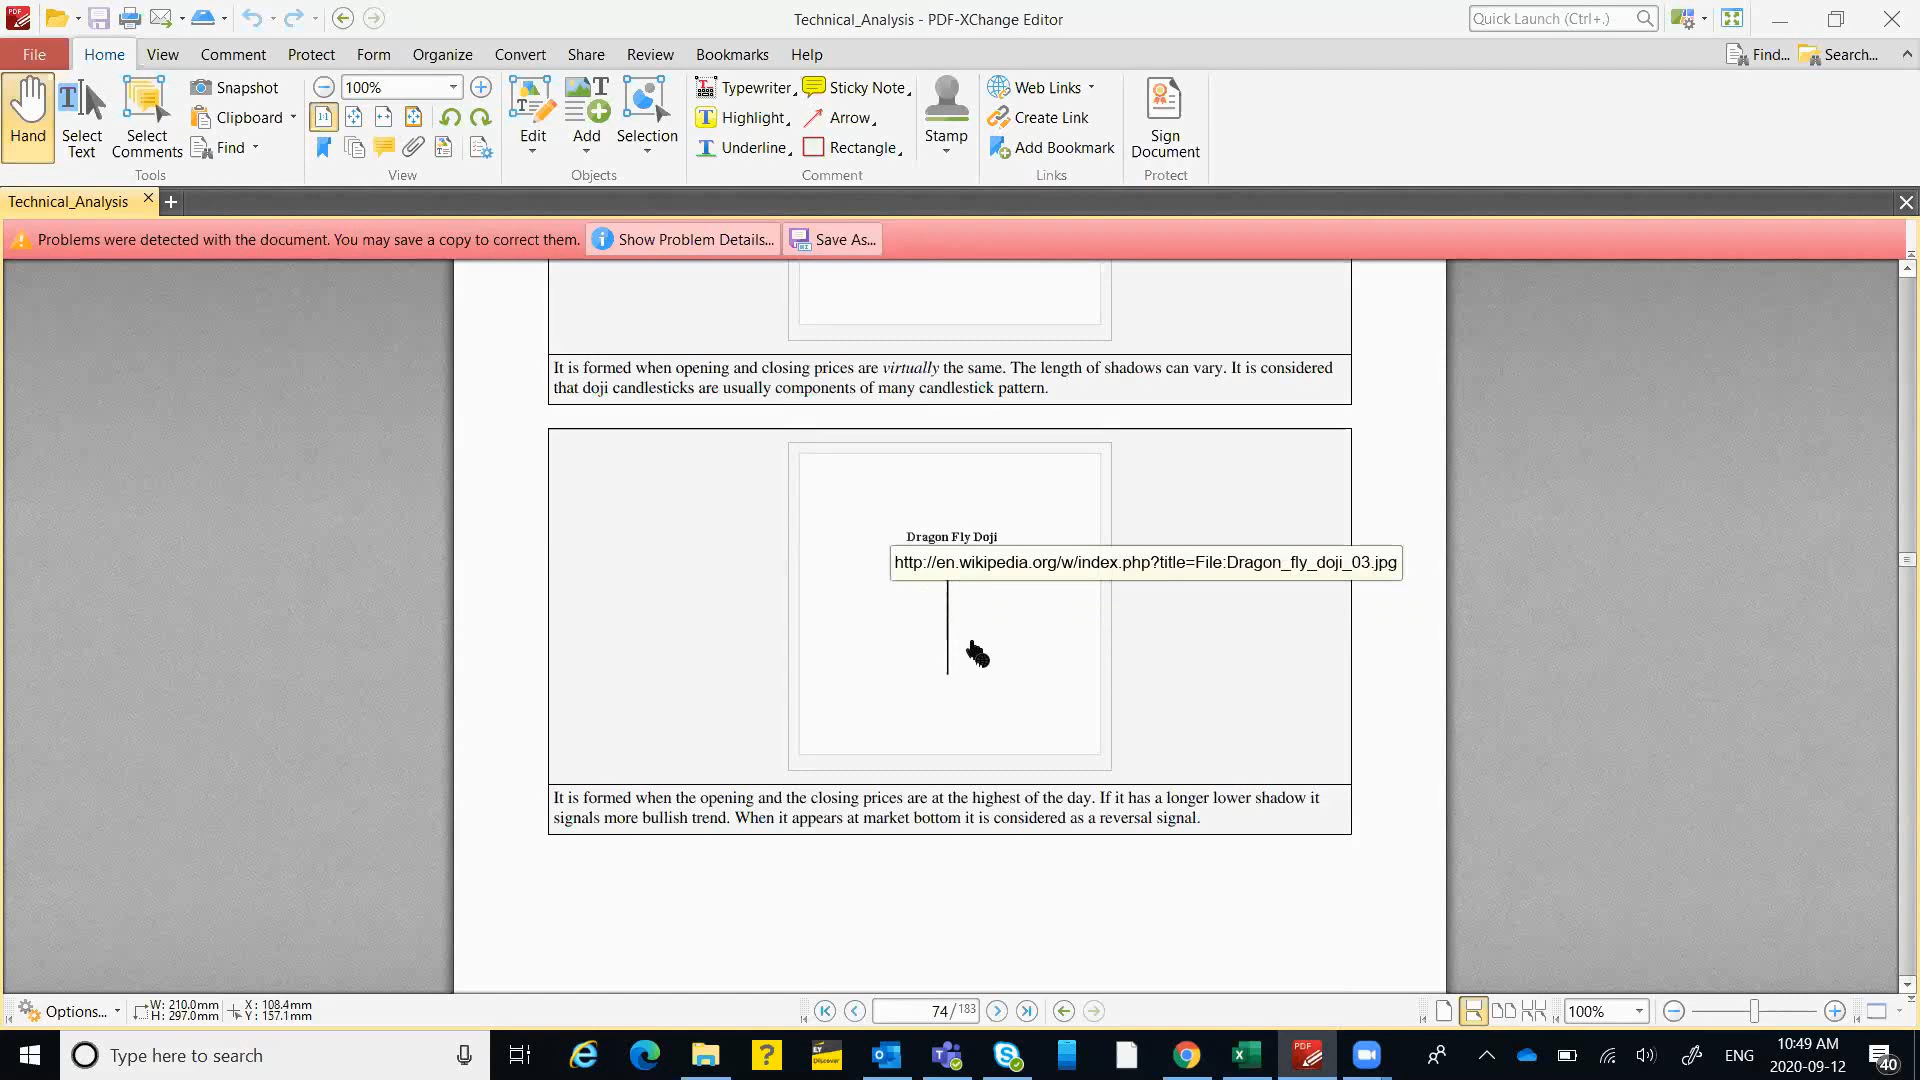 Technical_Analysis - PDF-XChange Editor
Quick Launch (Ctrl+.)
File Home View Comment Protect Form Organize Convert Share Review Bookmarks Help
Find... Search...
Hand
Select Text
Select Comments
Snapshot
Clipboard
Find
Tools
100%
View
Edit
Add
Selection
Objects
Typewriter
Highlight
Underline
Sticky Note
Arrow
Rectangle
Stamp
Comment
Web Links
Create Link
Add Bookmark
Links
Sign Document
Protect
Technical_Analysis
Problems were detected with the document. You may save a copy to correct them. Show Problem Details... Save As...
It is formed when opening and closing prices are virtually the same. The length of shadows can vary. It is considered
that doji candlesticks are usually components of many candlestick pattern.
Dragon Fly Doji
http://en.wikipedia.org/w/index.php?title=File:Dragon_fly_doji_03.jpg
It is formed when the opening and the closing prices are at the highest of the day. If it has a longer lower shadow it
signals more bullish trend. When it appears at market bottom it is considered as a reversal signal.
Options...
W: 210.0mm
H: 297.0mm
X: 108.4mm
Y: 157.1mm
74 / 183
100%
Type here to search
ENG
10:49 AM
2020-09-12
40